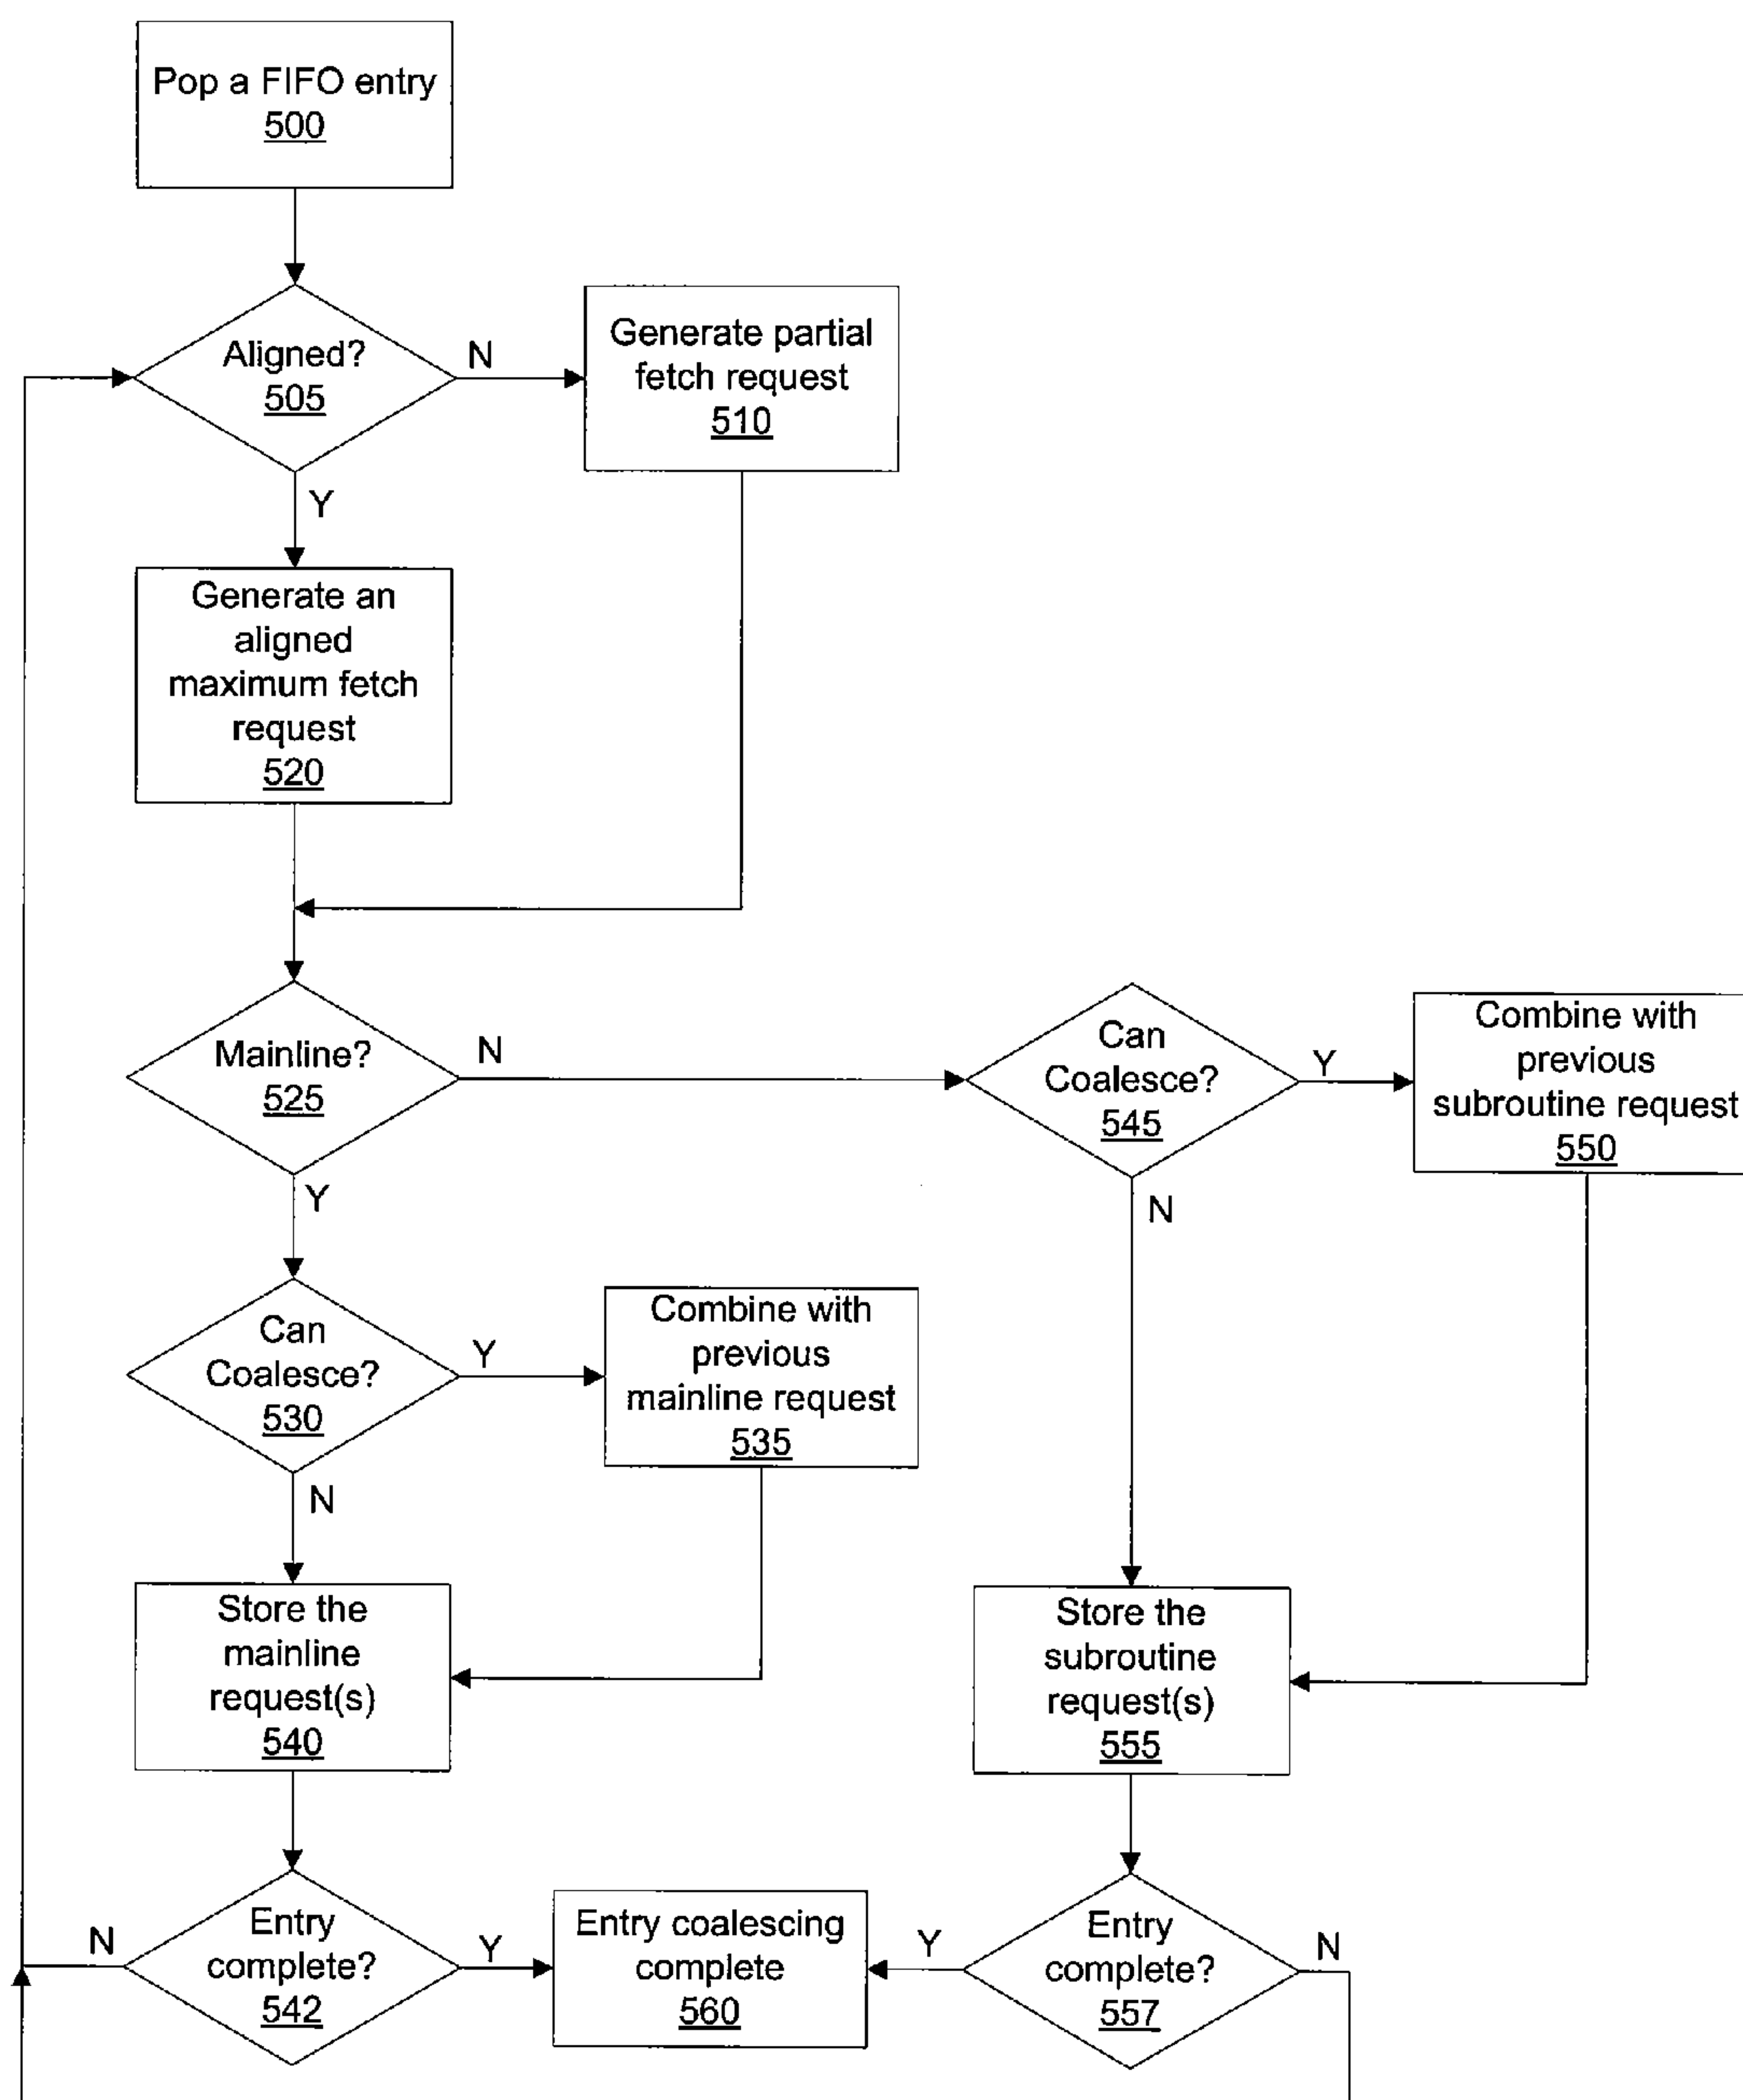 Pop a FIFO entry
500
Aligned?
505
N
Generate partial
fetch request
510
Y
Generate an
aligned
maximum fetch
request
520
Mainline?
525
N
Can
Coalesce?
545
Y
Combine with
previous
subroutine request
550
Y
N
Can
Coalesce?
530
Y
Combine with
previous
mainline request
535
N
Store the
mainline
request(s)
540
Store the
subroutine
request(s)
555
N
Entry
complete?
542
Y
Entry coalescing
complete
560
Y
Entry
complete?
557
N